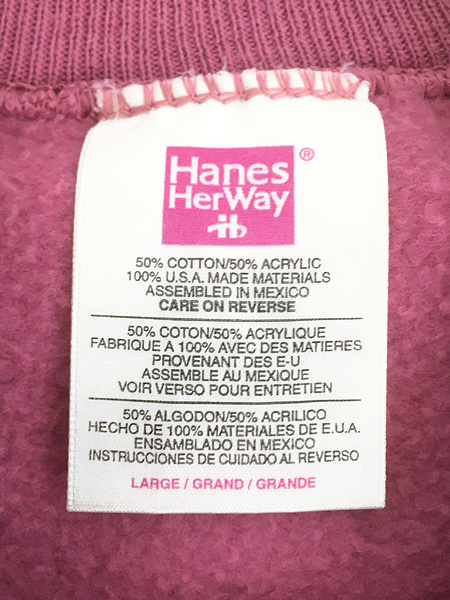 Hanes
HerWay
®
50% COTTON/50% ACRYLIC
100% U.S.A. MADE MATERIALS
ASSEMBLED IN MEXICO
CARE ON REVERSE
50% COTON/50% ACRYLIQUE
FABRIQUE A 100% AVEC DES MATIERES
PROVENANT DES E-U
ASSEMBLE AU MEXIQUE
VOIR VERSO POUR ENTRETIEN
50% ALGODON/50% ACRILICO
HECHO DE 100% MATERIALES DE E.U.A.
ENSAMBLADO EN MEXICO
INSTRUCCIONES DE CUIDADO AL REVERSO
LARGE / GRAND / GRANDE